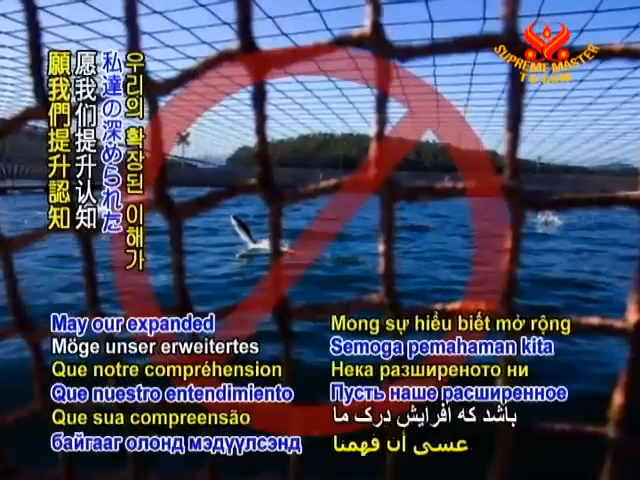 SUPREME MASTER
TV.COM
우리의 확장된 이해가
私達の深められた
愿我们提升认知
願我們提升認知
May our expanded
Möge unser erweitertes
Que notre compréhension
Que nuestro entendimiento
Que sua compreensão
байгааг олонд мэдүүлсэнд
Mong sự hiểu biết mở rộng
Semoga pemahaman kita
Нека разширеното ни
Пусть наше расширенное
باشد که افزایش درک ما
عسى أن فهمنا